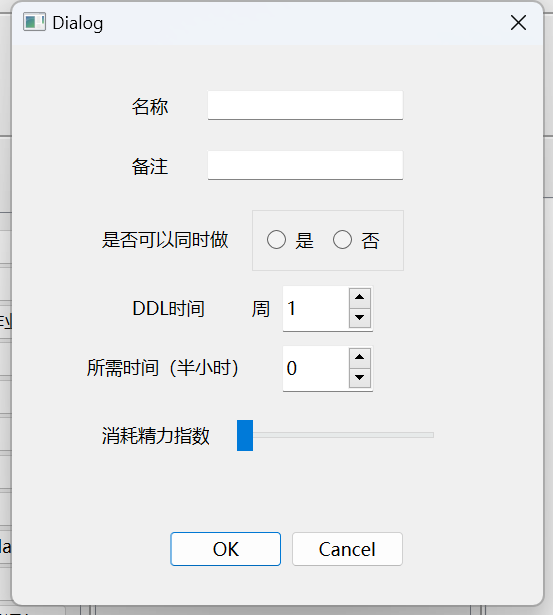 Dialog
名称
备注
是否可以同时做 是 否
DDL时间 周 1
所需时间（半小时） 0
消耗精力指数
OK Cancel